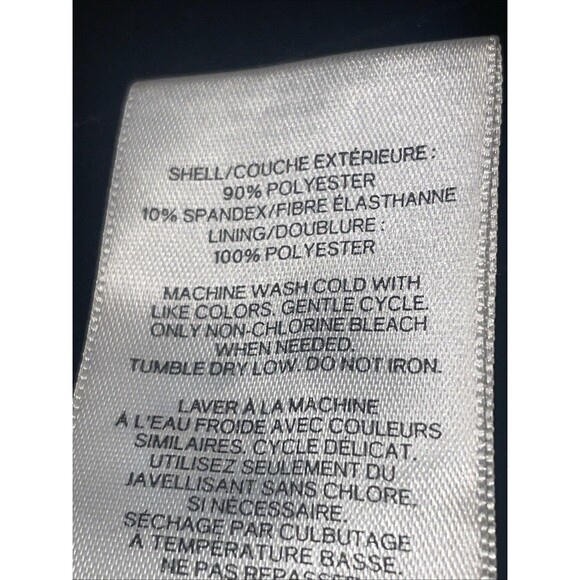 SHELL/COUCHE EXTÉRIEURE :
90% POLYESTER
10% SPANDEX/FIBRE ÉLASTHANNE
LINING/DOUBLURE :
100% POLYESTER
MACHINE WASH COLD WITH
LIKE COLORS. GENTLE CYCLE.
ONLY NON-CHLORINE BLEACH
WHEN NEEDED.
TUMBLE DRY LOW. DO NOT IRON.
LAVER À LA MACHINE
À L'EAU FROIDE AVEC COULEURS
SIMILAIRES. CYCLE DÉLICAT.
UTILISEZ SEULEMENT DU
JAVELLISANT SANS CHLORE,
SI NÉCESSAIRE.
SÉCHAGE PAR CULBUTAGE
À TEMPÉRATURE BASSE.
NE PAS